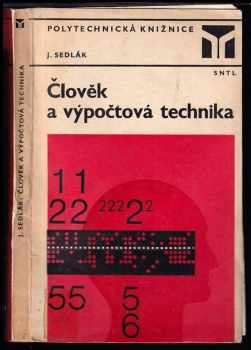 J. SEDLÁK: ČLOVĚK A VÝPOČTOVÁ TECHNIKA
POLYTECHNICKÁ KNIŽNICE
J. SEDLÁK
SNTL
Člověk
a výpočtová technika
11
22 222 2²
55 5
6